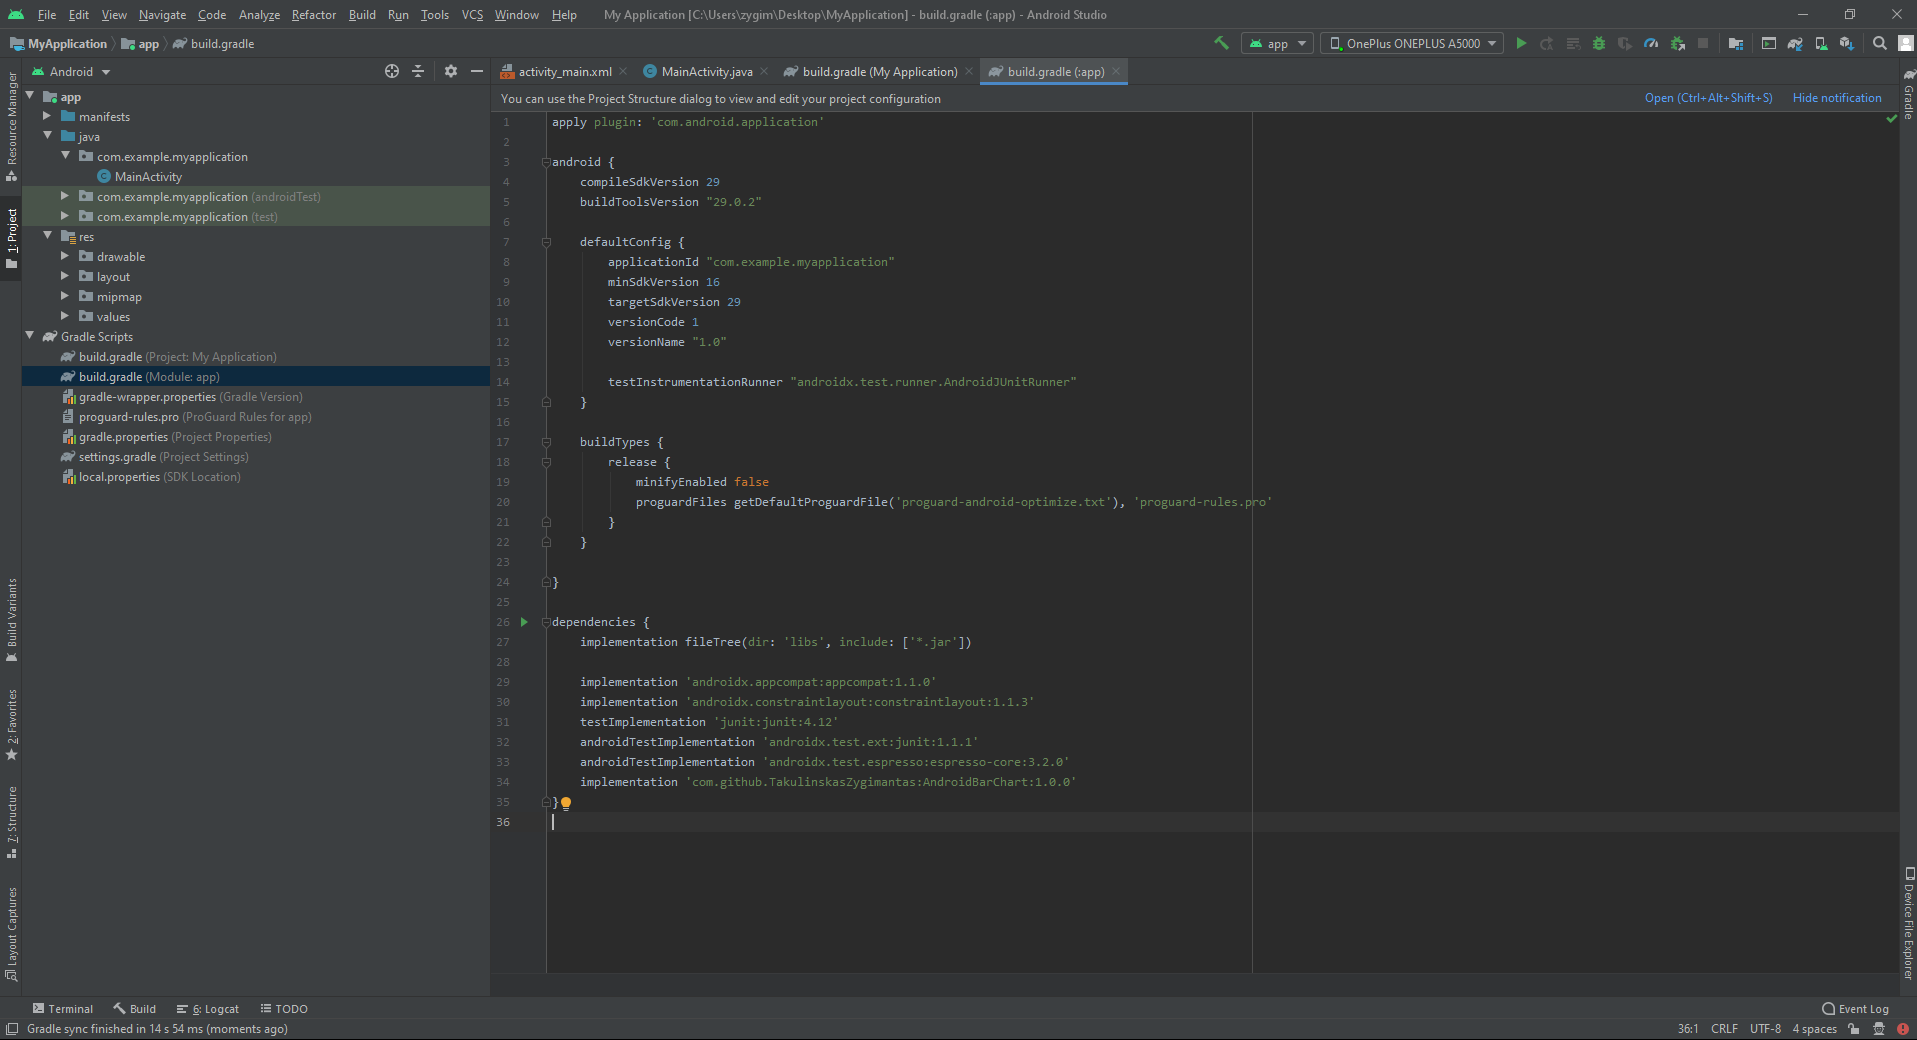 File Edit View Navigate Code Analyze Refactor Build Run Tools VCS Window Help My Application [C:\Users\zygim\Desktop\MyApplication] - build.gradle (:app) - Android Studio
MyApplication app build.gradle app OnePlus ONEPLUS A5000
Android
activity_main.xml MainActivity.java build.gradle (My Application) build.gradle (:app)
You can use the Project Structure dialog to view and edit your project configuration Open (Ctrl+Alt+Shift+S) Hide notification
Resource Manager
1: Project
Build Variants
2: Favorites
7: Structure
Layout Captures
app
manifests
java
com.example.myapplication
MainActivity
com.example.myapplication (androidTest)
com.example.myapplication (test)
res
drawable
layout
mipmap
values
Gradle Scripts
build.gradle (Project: My Application)
build.gradle (Module: app)
gradle-wrapper.properties (Gradle Version)
proguard-rules.pro (ProGuard Rules for app)
gradle.properties (Project Properties)
settings.gradle (Project Settings)
local.properties (SDK Location)
1 apply plugin: 'com.android.application'
2
3 android {
4 compileSdkVersion 29
5 buildToolsVersion "29.0.2"
6
7 defaultConfig {
8 applicationId "com.example.myapplication"
9 minSdkVersion 16
10 targetSdkVersion 29
11 versionCode 1
12 versionName "1.0"
13
14 testInstrumentationRunner "androidx.test.runner.AndroidJUnitRunner"
15 }
16
17 buildTypes {
18 release {
19 minifyEnabled false
20 proguardFiles getDefaultProguardFile('proguard-android-optimize.txt'), 'proguard-rules.pro'
21 }
22 }
23
24 }
25
26 dependencies {
27 implementation fileTree(dir: 'libs', include: ['*.jar'])
28
29 implementation 'androidx.appcompat:appcompat:1.1.0'
30 implementation 'androidx.constraintlayout:constraintlayout:1.1.3'
31 testImplementation 'junit:junit:4.12'
32 androidTestImplementation 'androidx.test.ext:junit:1.1.1'
33 androidTestImplementation 'androidx.test.espresso:espresso-core:3.2.0'
34 implementation 'com.github.TakulinskasZygimantas:AndroidBarChart:1.0.0'
35 }
36
Gradle
Device File Explorer
Terminal Build 6: Logcat TODO Event Log
Gradle sync finished in 14 s 54 ms (moments ago) 36:1 CRLF UTF-8 4 spaces